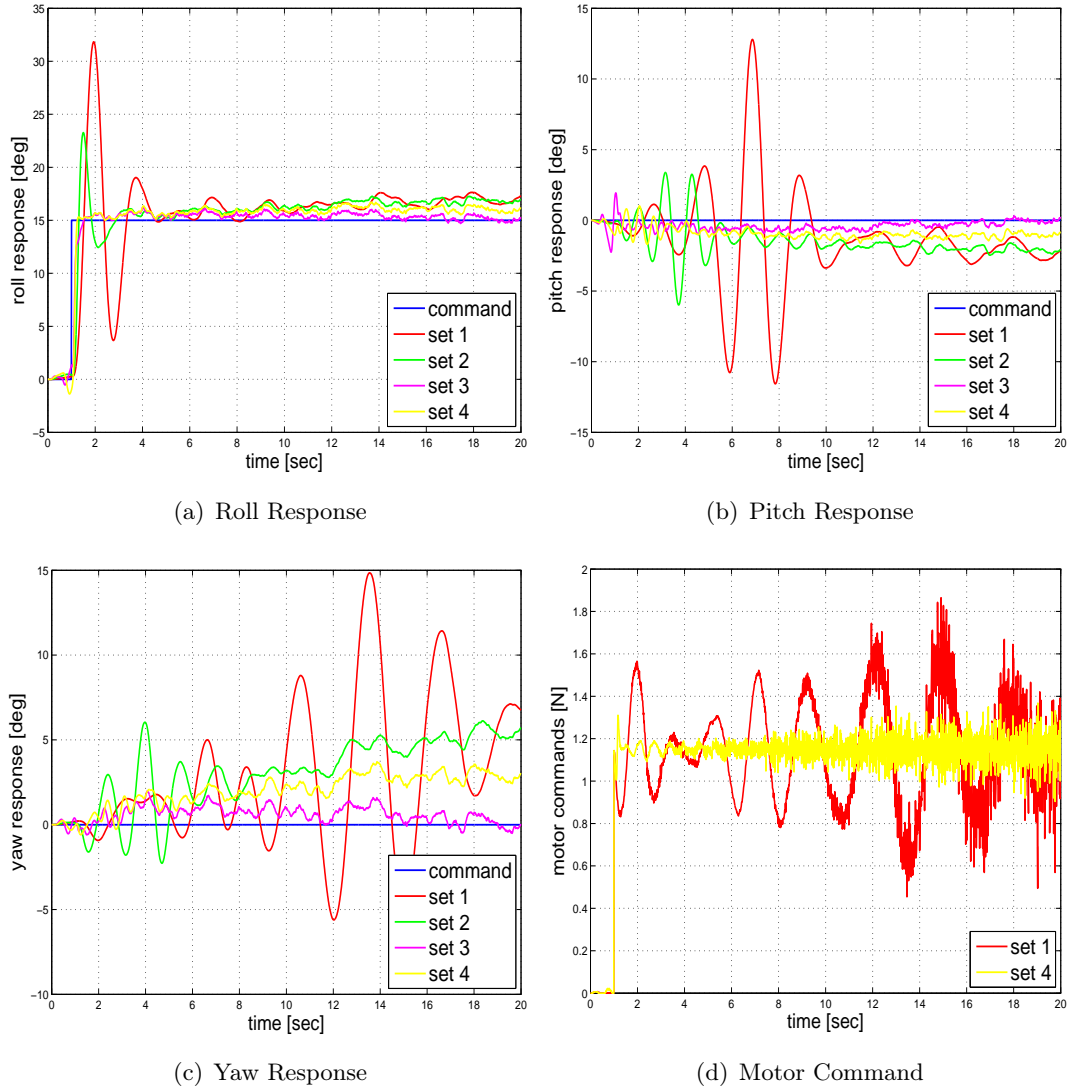 35
30
25
20
15
10
5
0
−5
roll response [deg]
0 2 4 6 8 10 12 14 16 18 20
time [sec]
command
set 1
set 2
set 3
set 4
(a) Roll Response
15
10
5
0
−5
−10
−15
pitch response [deg]
0 2 4 6 8 10 12 14 16 18 20
time [sec]
command
set 1
set 2
set 3
set 4
(b) Pitch Response
15
10
5
0
−5
−10
yaw response [deg]
0 2 4 6 8 10 12 14 16 18 20
time [sec]
command
set 1
set 2
set 3
set 4
(c) Yaw Response
2
1.8
1.6
1.4
1.2
1
0.8
0.6
0.4
0.2
0
motor commands [N]
0 2 4 6 8 10 12 14 16 18 20
time [sec]
set 1
set 4
(d) Motor Command